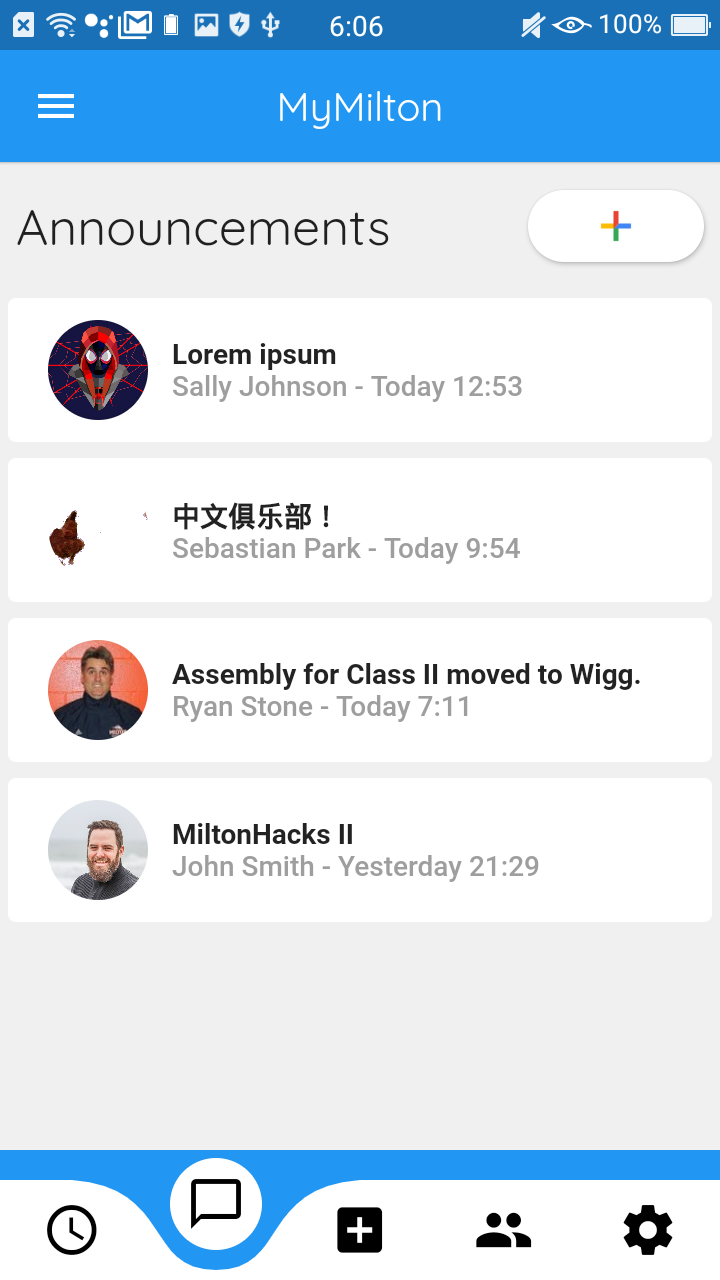 6:06
100%
MyMilton
Announcements
Lorem ipsum
Sally Johnson - Today 12:53
中文俱乐部！
Sebastian Park - Today 9:54
Assembly for Class II moved to Wigg.
Ryan Stone - Today 7:11
MiltonHacks II
John Smith - Yesterday 21:29